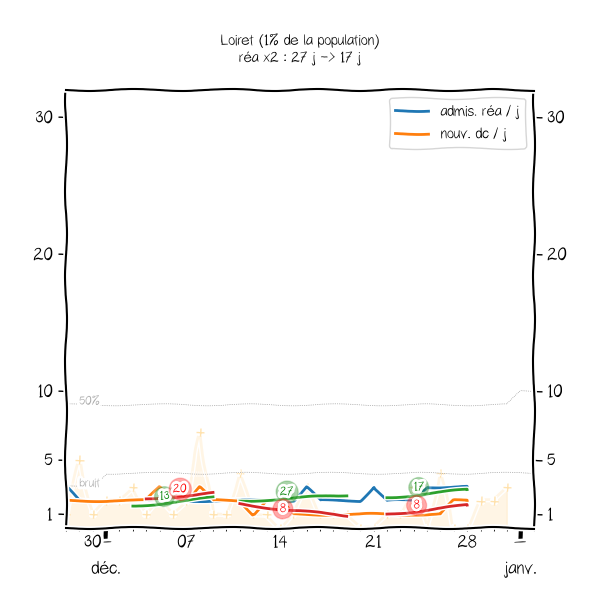 Loiret (1% de la population)
réa x2 : 27 j -> 17 j
admis. réa / j
nouv. dc / j
30 30
20 20
10 10
50%
5 5
bruit
1 1
13 20 27 8 17 8
30 07 14 21 28
déc. janv.